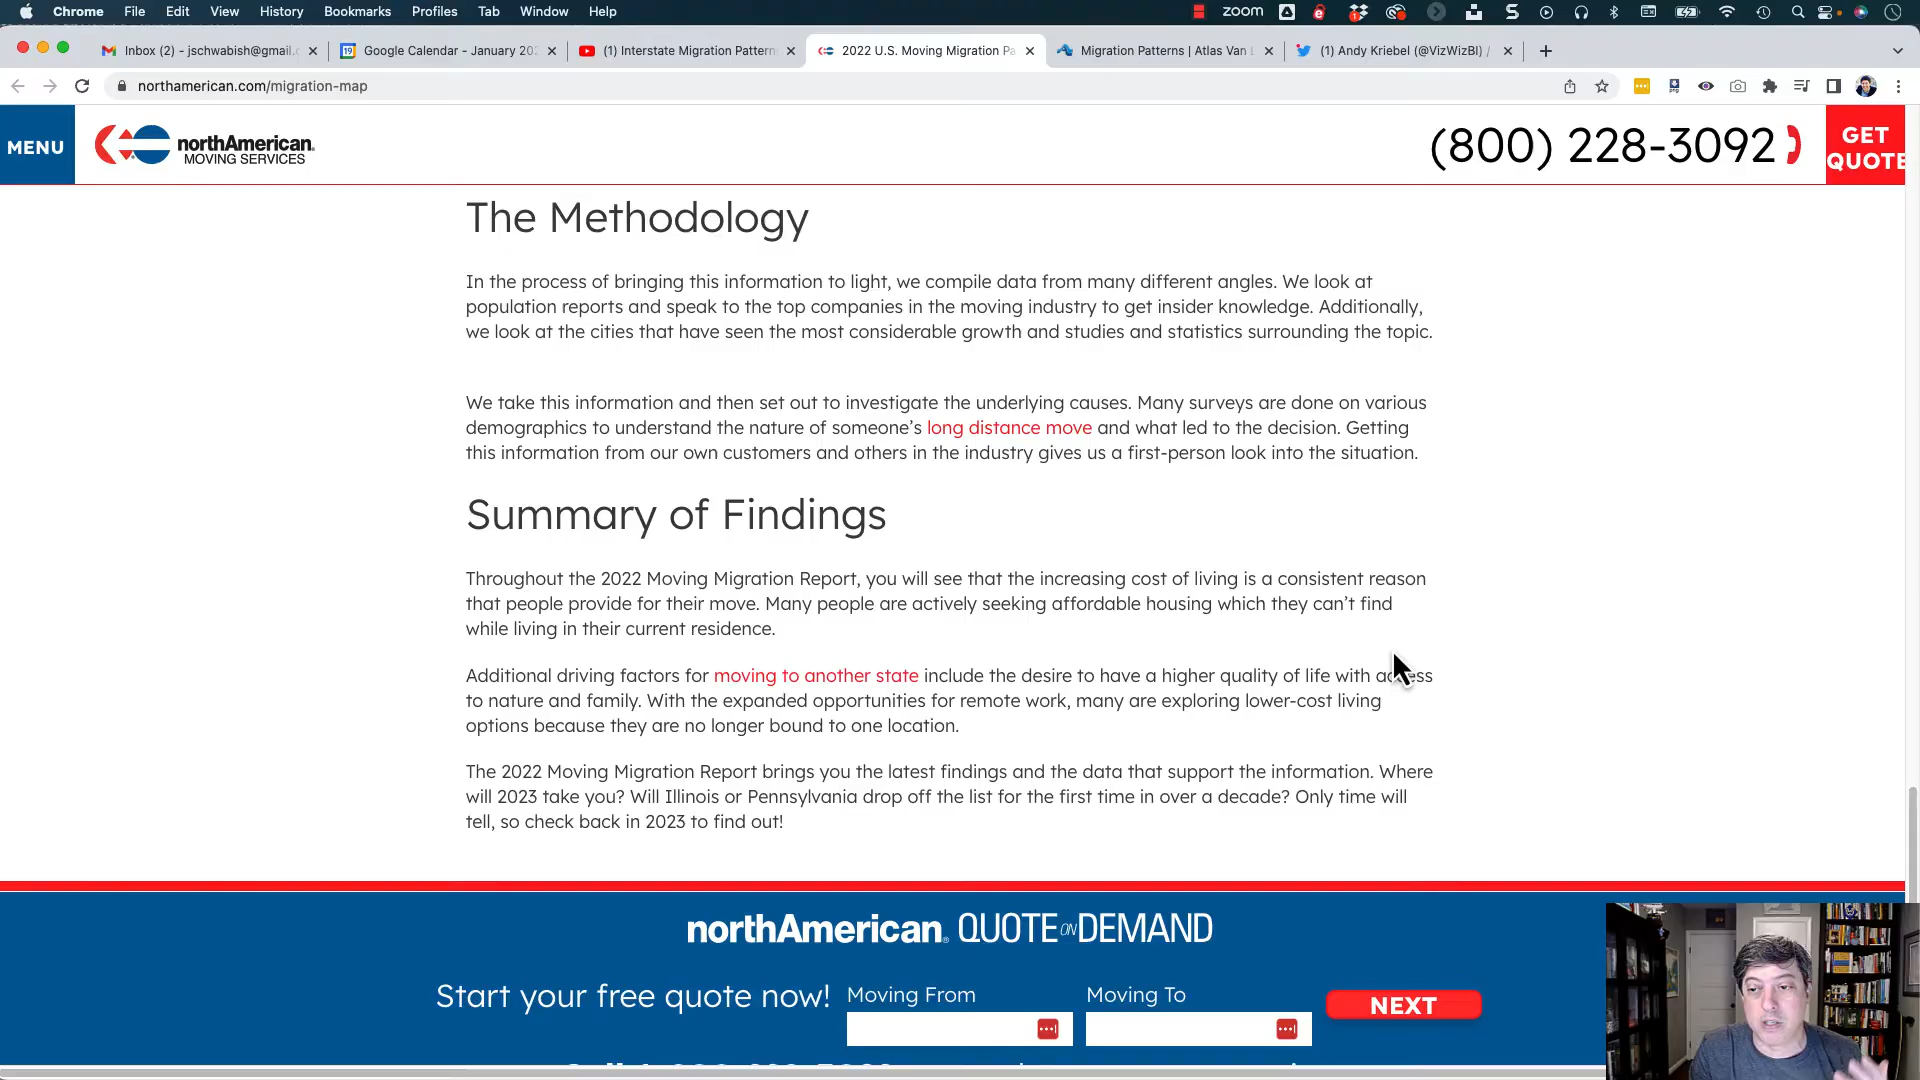 Chrome File Edit View History Bookmarks Profiles Tab Window Help
zoom
Inbox (2) - jschwabish@gmail.c
Google Calendar - January 202
(1) Interstate Migration Pattern
2022 U.S. Moving Migration Pa
Migration Patterns | Atlas Van L
(1) Andy Kriebel (@VizWizBI) /
northamerican.com/migration-map
MENU
northAmerican.
MOVING SERVICES
(800) 228-3092
GET
QUOTE
The Methodology
In the process of bringing this information to light, we compile data from many different angles. We look at
population reports and speak to the top companies in the moving industry to get insider knowledge. Additionally,
we look at the cities that have seen the most considerable growth and studies and statistics surrounding the topic.
We take this information and then set out to investigate the underlying causes. Many surveys are done on various
demographics to understand the nature of someone's long distance move and what led to the decision. Getting
this information from our own customers and others in the industry gives us a first-person look into the situation.
Summary of Findings
Throughout the 2022 Moving Migration Report, you will see that the increasing cost of living is a consistent reason
that people provide for their move. Many people are actively seeking affordable housing which they can't find
while living in their current residence.
Additional driving factors for moving to another state include the desire to have a higher quality of life with access
to nature and family. With the expanded opportunities for remote work, many are exploring lower-cost living
options because they are no longer bound to one location.
The 2022 Moving Migration Report brings you the latest findings and the data that support the information. Where
will 2023 take you? Will Illinois or Pennsylvania drop off the list for the first time in over a decade? Only time will
tell, so check back in 2023 to find out!
northAmerican. QUOTE ON DEMAND
Start your free quote now!
Moving From
Moving To
NEXT